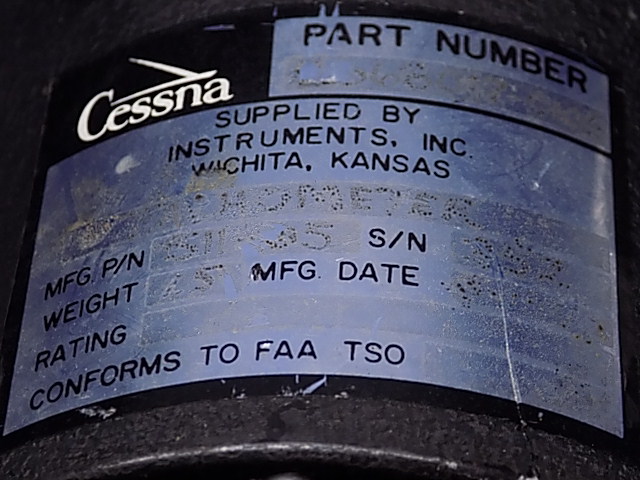 Cessna
PART NUMBER
SUPPLIED BY
INSTRUMENTS, INC.
WICHITA, KANSAS
MFG. P/N S/N
WEIGHT MFG. DATE
RATING
CONFORMS TO FAA TSO